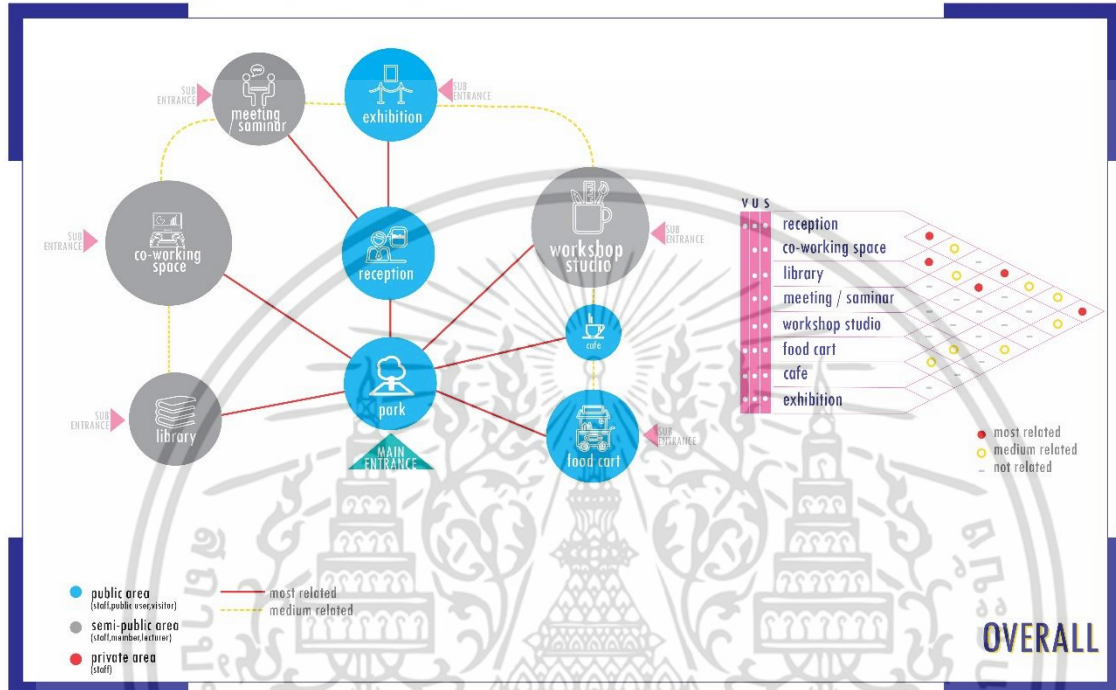 SUB
ENTRANCE
meeting
/ saminar
exhibition
SUB
ENTRANCE
SUB
ENTRANCE
co-working
space
reception
workshop
studio
SUB
ENTRANCE
cafe
SUB
ENTRANCE
library
park
MAIN
ENTRANCE
food cart
SUB
ENTRANCE
V U S
reception
co-working space
library
meeting / saminar
workshop studio
food cart
cafe
exhibition
most related
medium related
not related
public area
(staff,public user,visitor)
semi-public area
(staff,member,lecturer)
private area
(staff)
most related
medium related
OVERALL